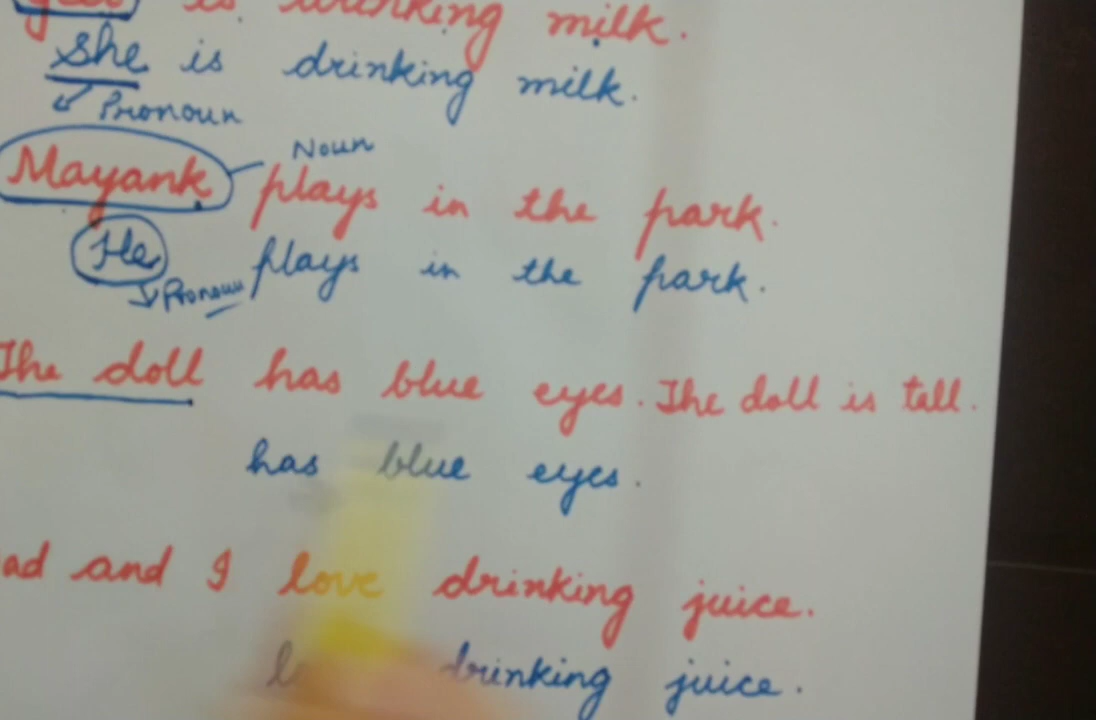 is drinking milk.
She is drinking milk.
Pronoun
Noun
Mayank plays in the park.
He plays in the park.
Pronoun
The doll has blue eyes. The doll is tall.
has blue eyes.
ad and I love drinking juice.
drinking juice.